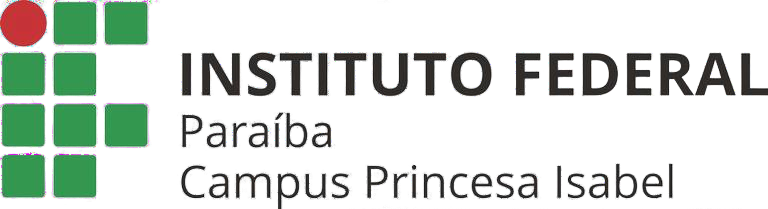 INSTITUTO FEDERAL
Paraíba
Campus Princesa Isabel